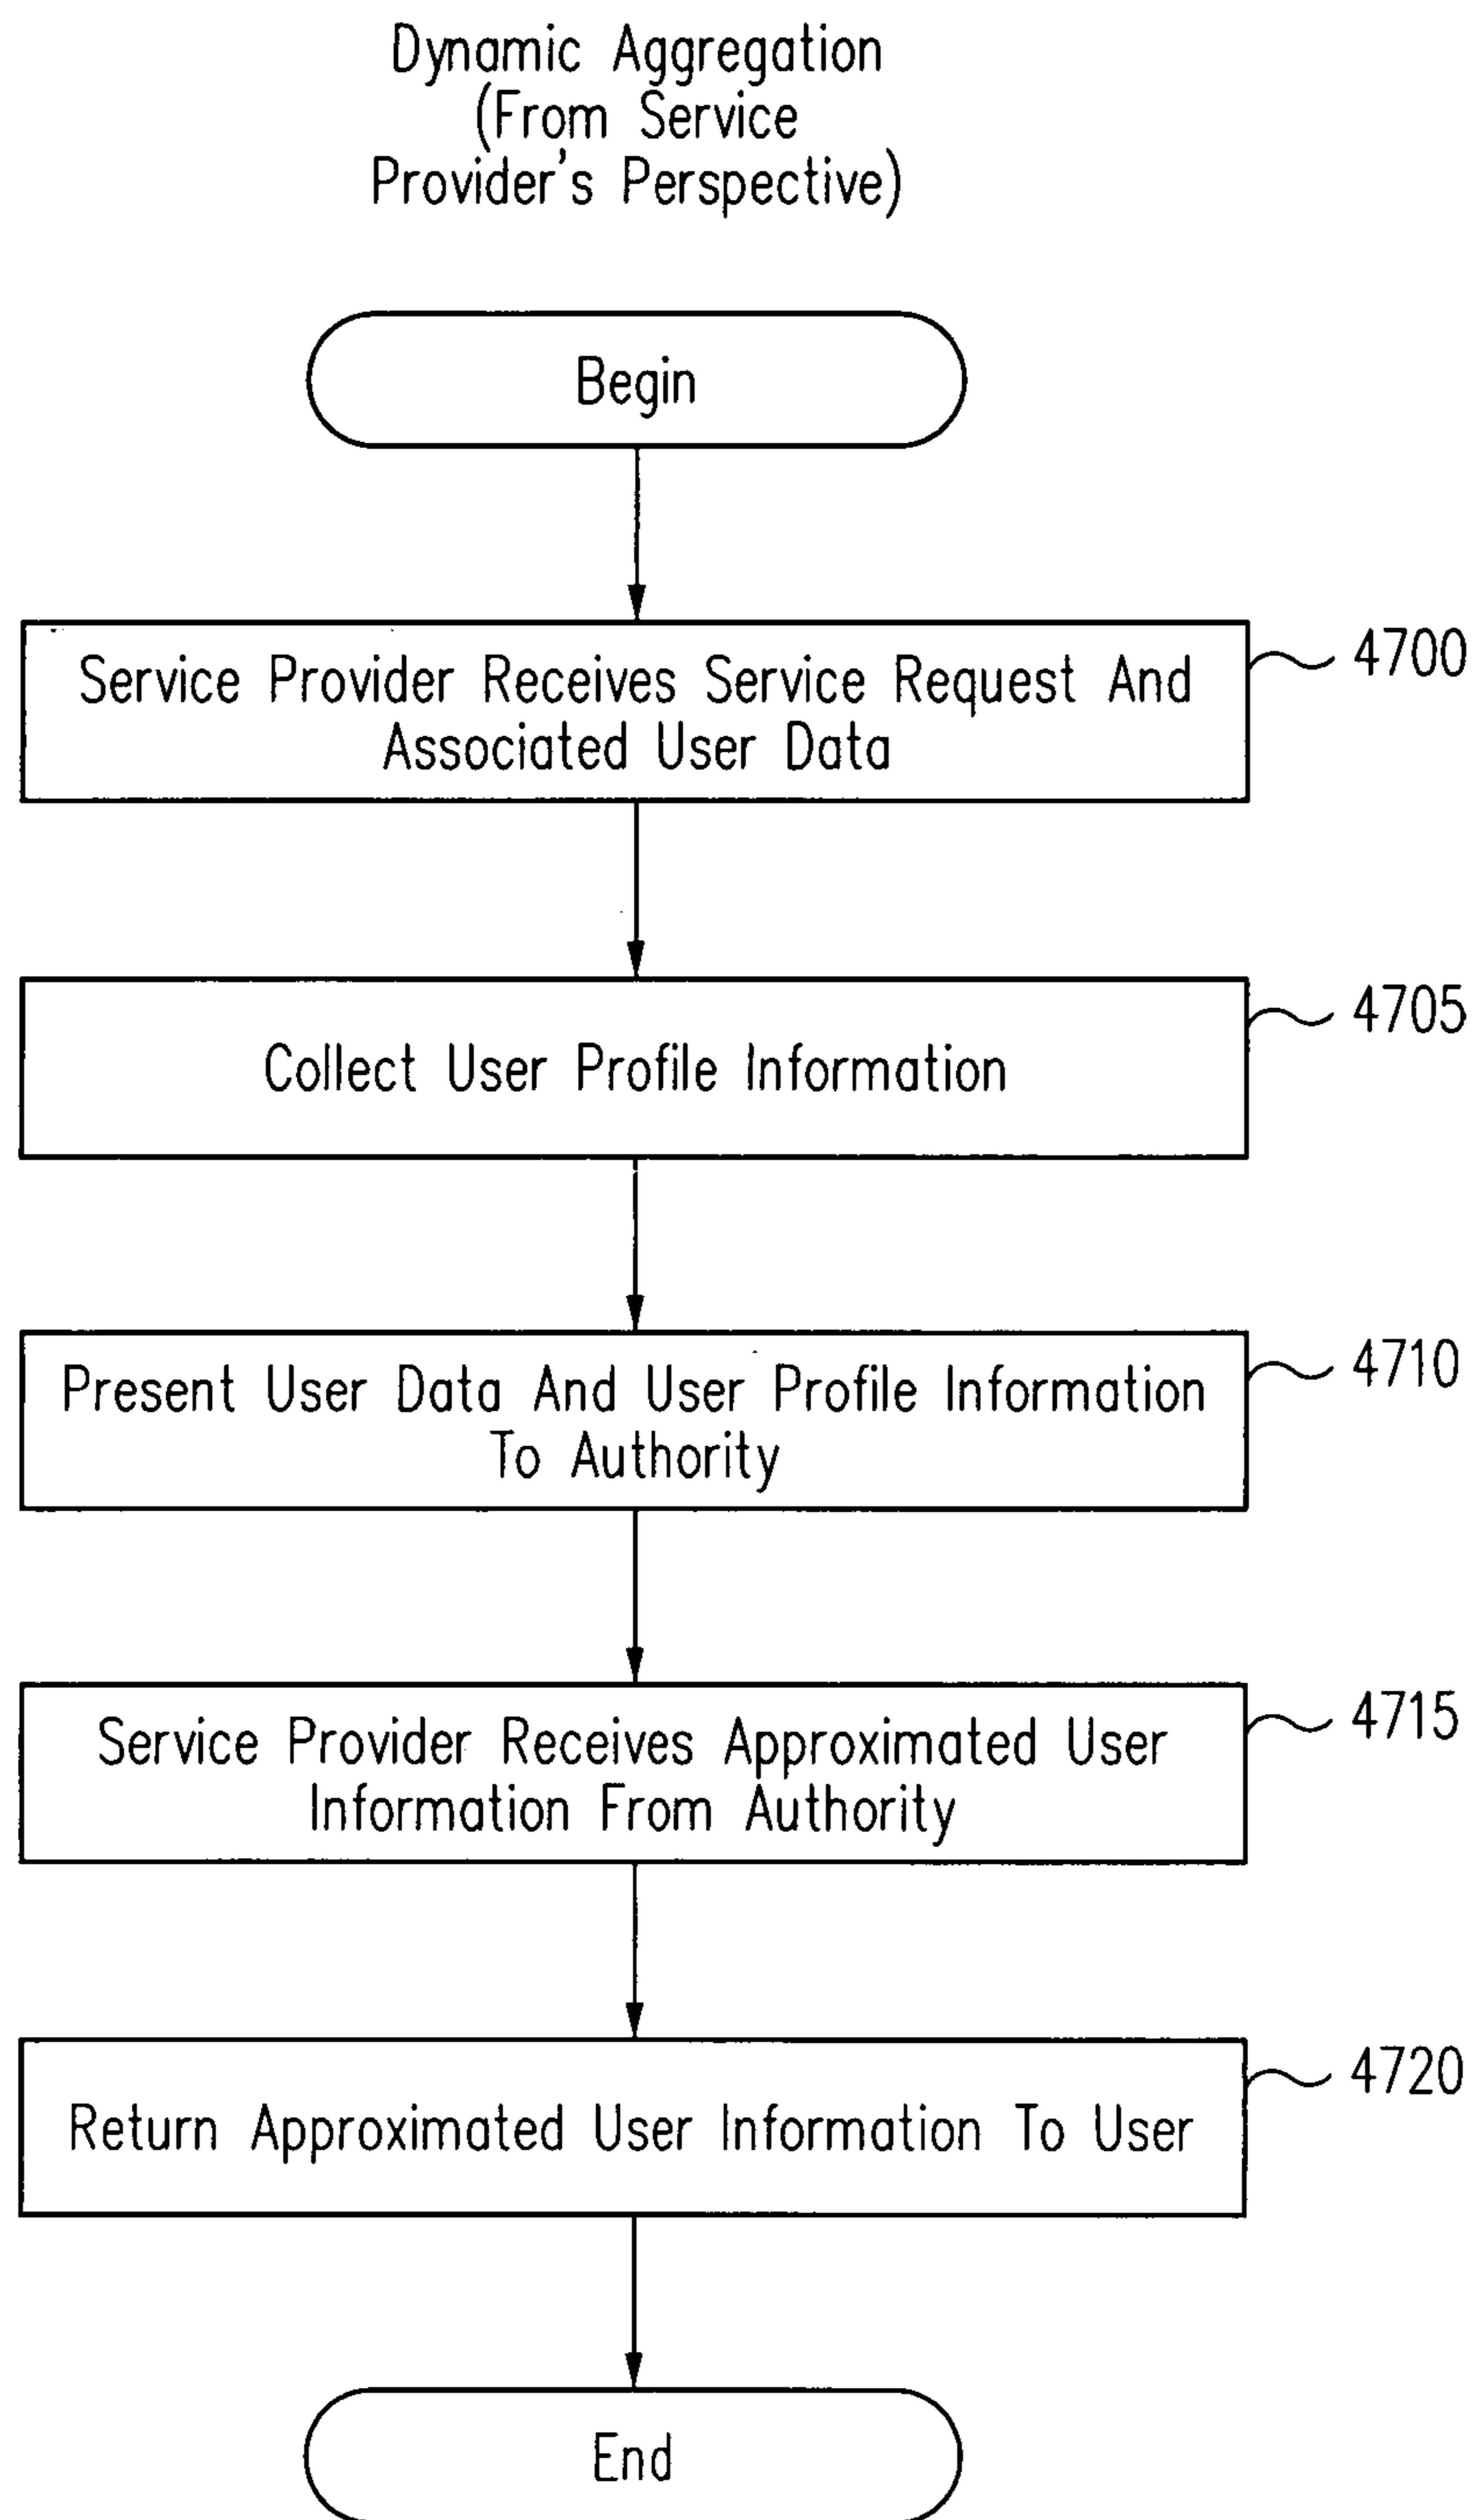 Dynamic Aggregation
(From Service
Provider's Perspective)
Begin
Service Provider Receives Service Request And
Associated User Data
4700
Collect User Profile Information
4705
Present User Data And User Profile Information
To Authority
4710
Service Provider Receives Approximated User
Information From Authority
4715
Return Approximated User Information To User
4720
End